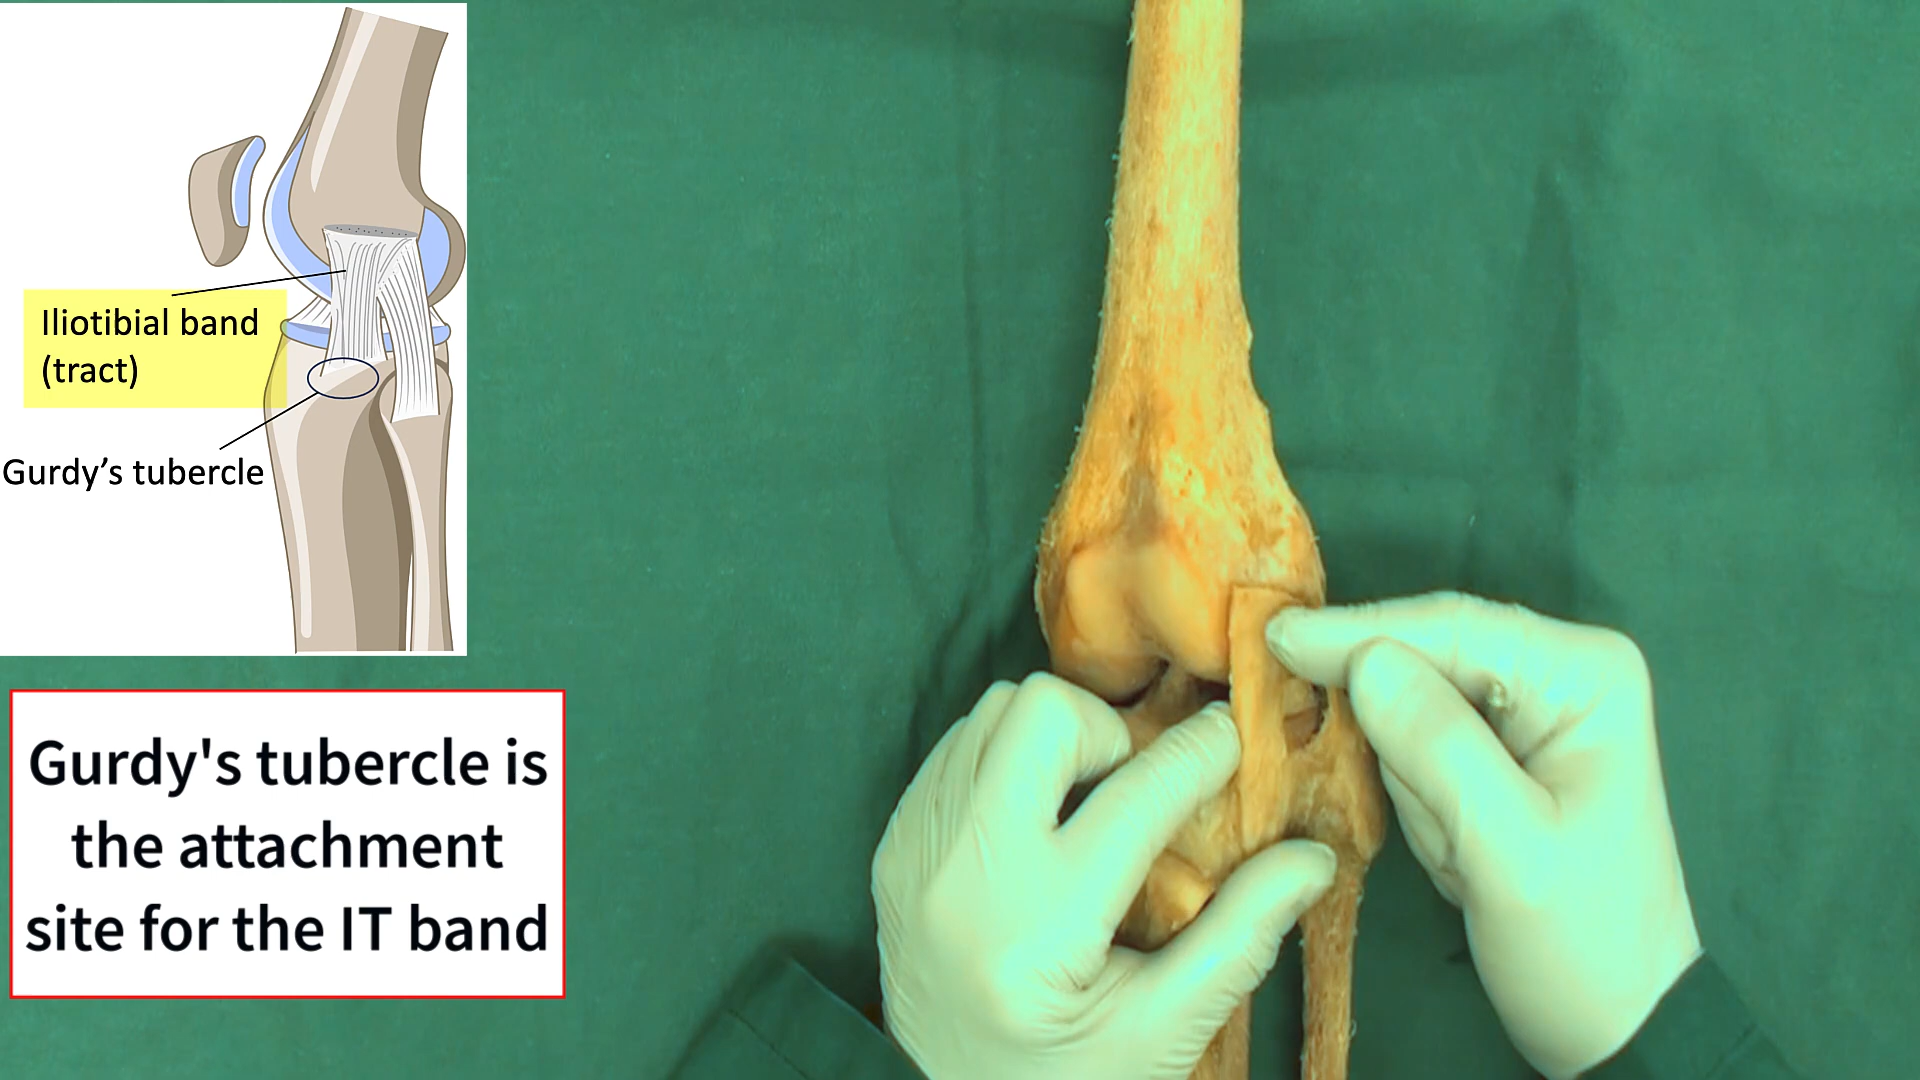 Iliotibial band
(tract)
Gurdy’s tubercle
Gurdy's tubercle is
the attachment
site for the IT band